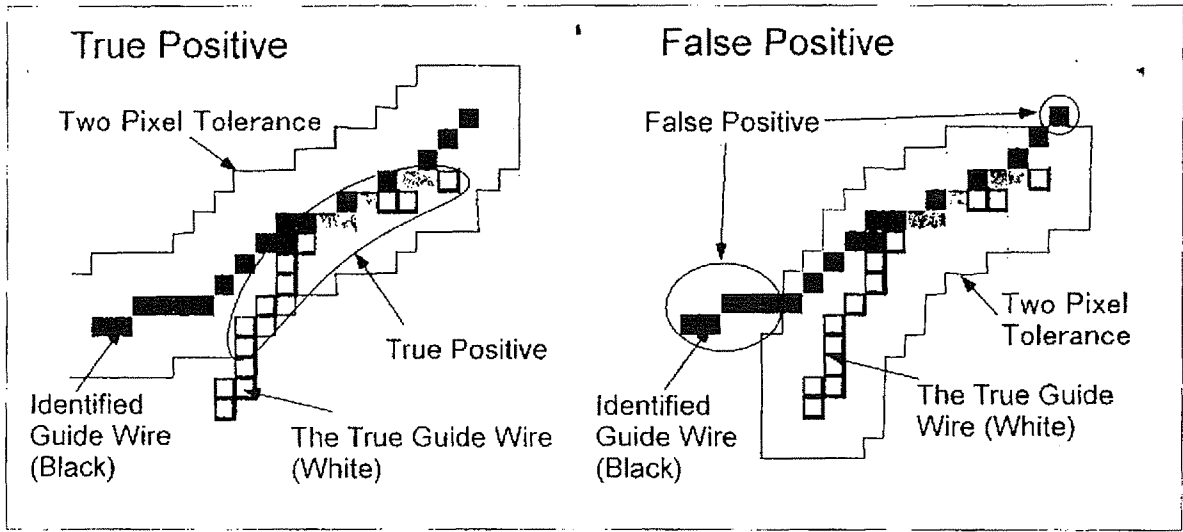 True Positive
Two Pixel Tolerance
True Positive
Identified
Guide Wire
(Black)
The True Guide Wire
(White)
False Positive
False Positive
Two Pixel
Tolerance
Identified
Guide Wire
(Black)
The True Guide
Wire (White)